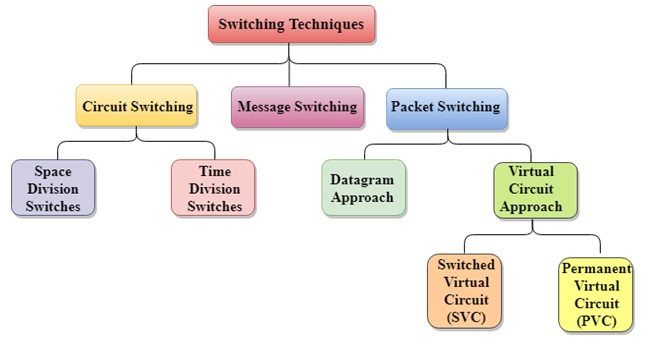 Switching Techniques
Circuit Switching
Message Switching
Packet Switching
Space
Division
Switches
Time
Division
Switches
Datagram
Approach
Virtual
Circuit
Approach
Switched
Virtual
Circuit
(SVC)
Permanent
Virtual
Circuit
(PVC)